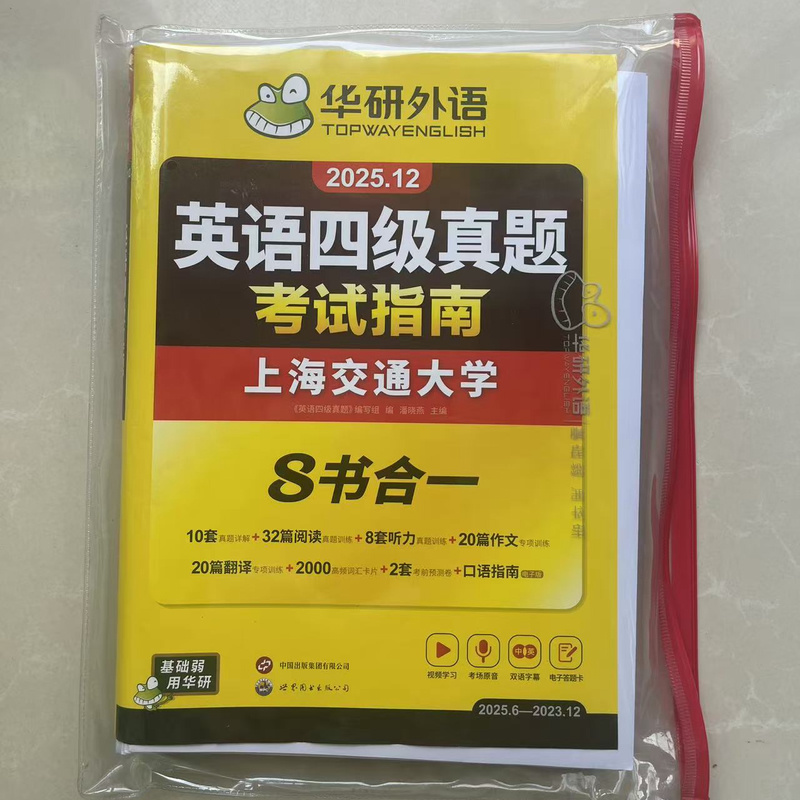 华研外语
TOPWAYENGLISH
2025.12
英语四级真题
考试指南
上海交通大学
《英语四级真题》编写组 编 潘晓燕 主编
8书合一
10套真题详解+32篇阅读真题训练+8套听力真题训练+20篇作文专项训练
20篇翻译专项训练+2000高频词汇卡片+2套考前预测卷+口语指南电子版
基础弱
用华研
中国出版集团有限公司
世界图书出版公司
视频学习
考场原音
中 英
双语字幕
电子答题卡
2025.6—2023.12
华研外语
TOPWAYENGLISH